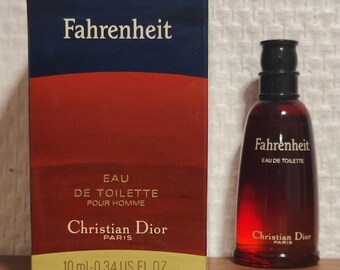 Fahrenheit
EAU
DE TOILETTE
POUR HOMME
Christian Dior
PARIS
10 ml-0.34 US FL.OZ.
Fahrenheit
EAU DE TOILETTE
Christian Dior
PARIS